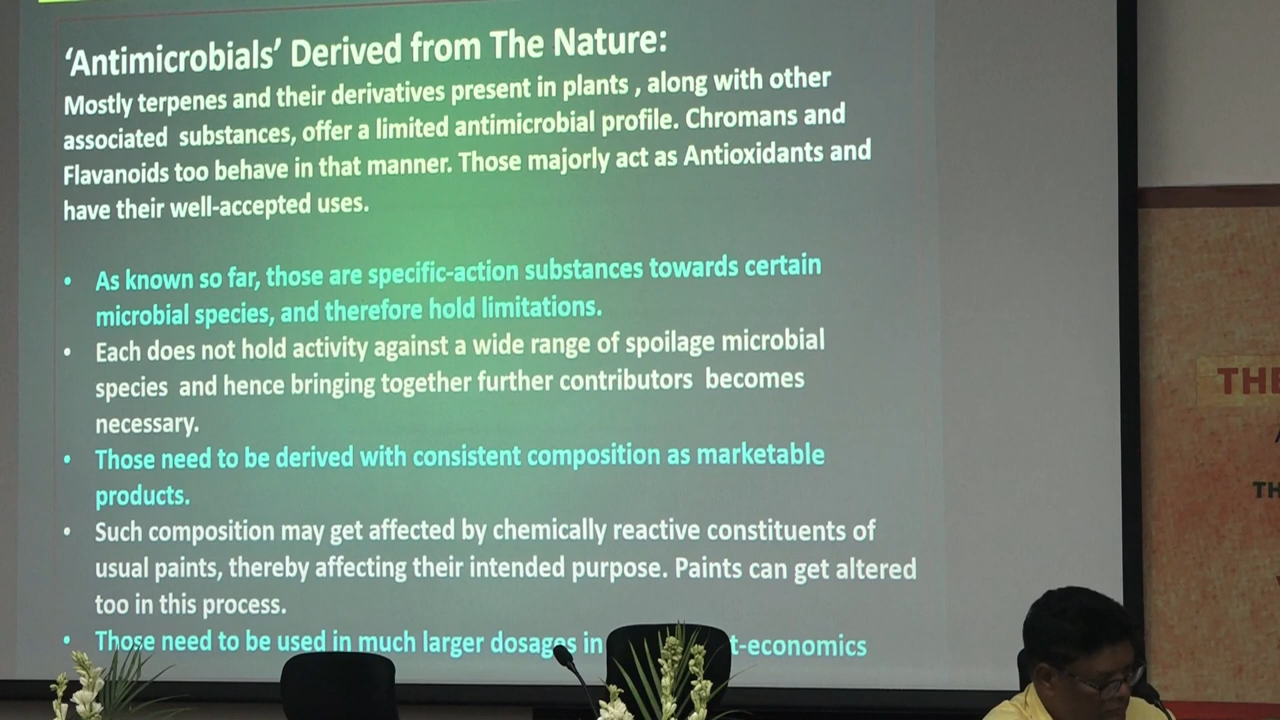 ‘Antimicrobials’ Derived from The Nature:
Mostly terpenes and their derivatives present in plants , along with other
associated substances, offer a limited antimicrobial profile. Chromans and
Flavanoids too behave in that manner. Those majorly act as Antioxidants and
have their well-accepted uses.
• As known so far, those are specific-action substances towards certain
microbial species, and therefore hold limitations.
• Each does not hold activity against a wide range of spoilage microbial
species and hence bringing together further contributors becomes
necessary.
• Those need to be derived with consistent composition as marketable
products.
• Such composition may get affected by chemically reactive constituents of
usual paints, thereby affecting their intended purpose. Paints can get altered
too in this process.
• Those need to be used in much larger dosages in t-economics
THE
TH